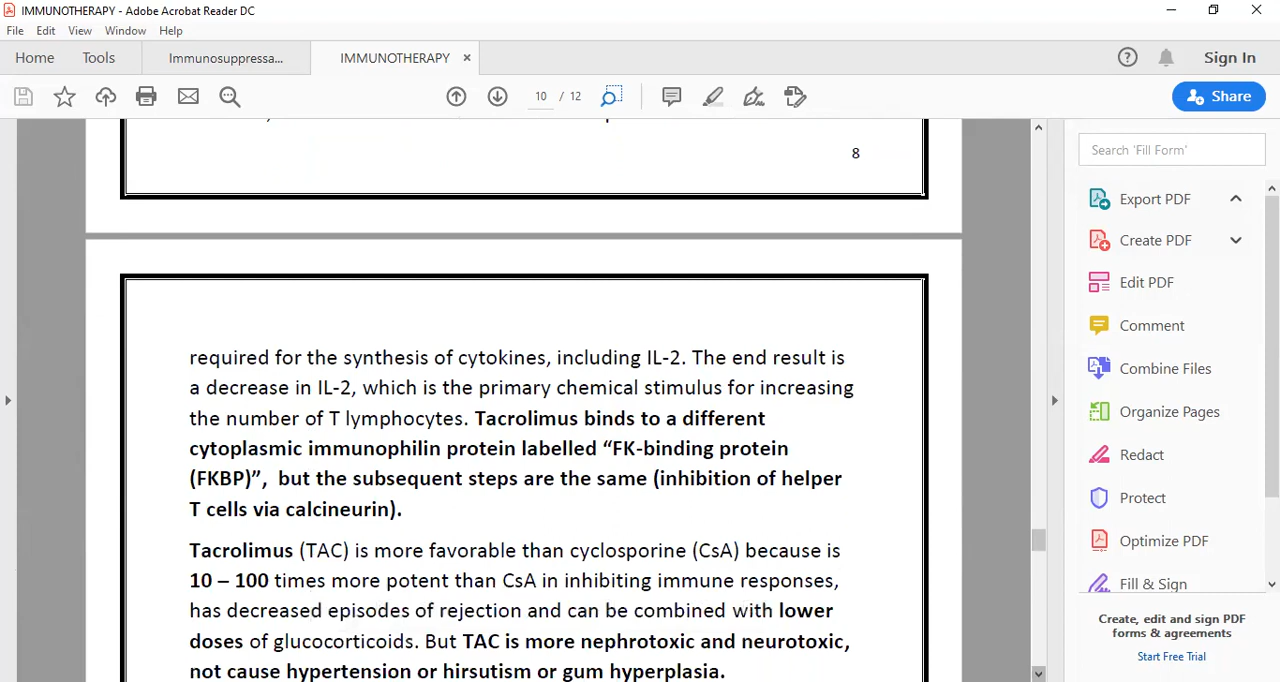 IMMUNOTHERAPY - Adobe Acrobat Reader DC
File Edit View Window Help
Home Tools Immunosuppressa... IMMUNOTHERAPY × Sign In
10 / 12 Share
8
Search 'Fill Form'
Export PDF
Create PDF
Edit PDF
Comment
Combine Files
Organize Pages
Redact
Protect
Optimize PDF
Fill & Sign
Create, edit and sign PDF
forms & agreements
Start Free Trial
required for the synthesis of cytokines, including IL-2. The end result is
a decrease in IL-2, which is the primary chemical stimulus for increasing
the number of T lymphocytes. Tacrolimus binds to a different
cytoplasmic immunophilin protein labelled “FK-binding protein
(FKBP)”, but the subsequent steps are the same (inhibition of helper
T cells via calcineurin).
Tacrolimus (TAC) is more favorable than cyclosporine (CsA) because is
10 – 100 times more potent than CsA in inhibiting immune responses,
has decreased episodes of rejection and can be combined with lower
doses of glucocorticoids. But TAC is more nephrotoxic and neurotoxic,
not cause hypertension or hirsutism or gum hyperplasia.